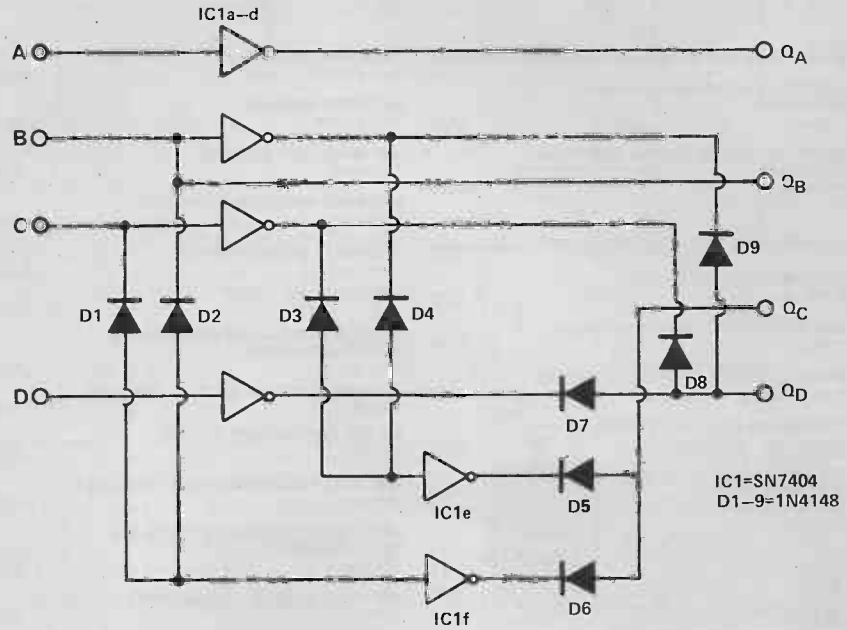 IC1a–d
A
QA
B
QB
C
D9
D1
D2
D3
D4
QC
D8
D
D7
QD
IC1e
D5
IC1=SN7404
D1–9=1N4148
IC1f
D6